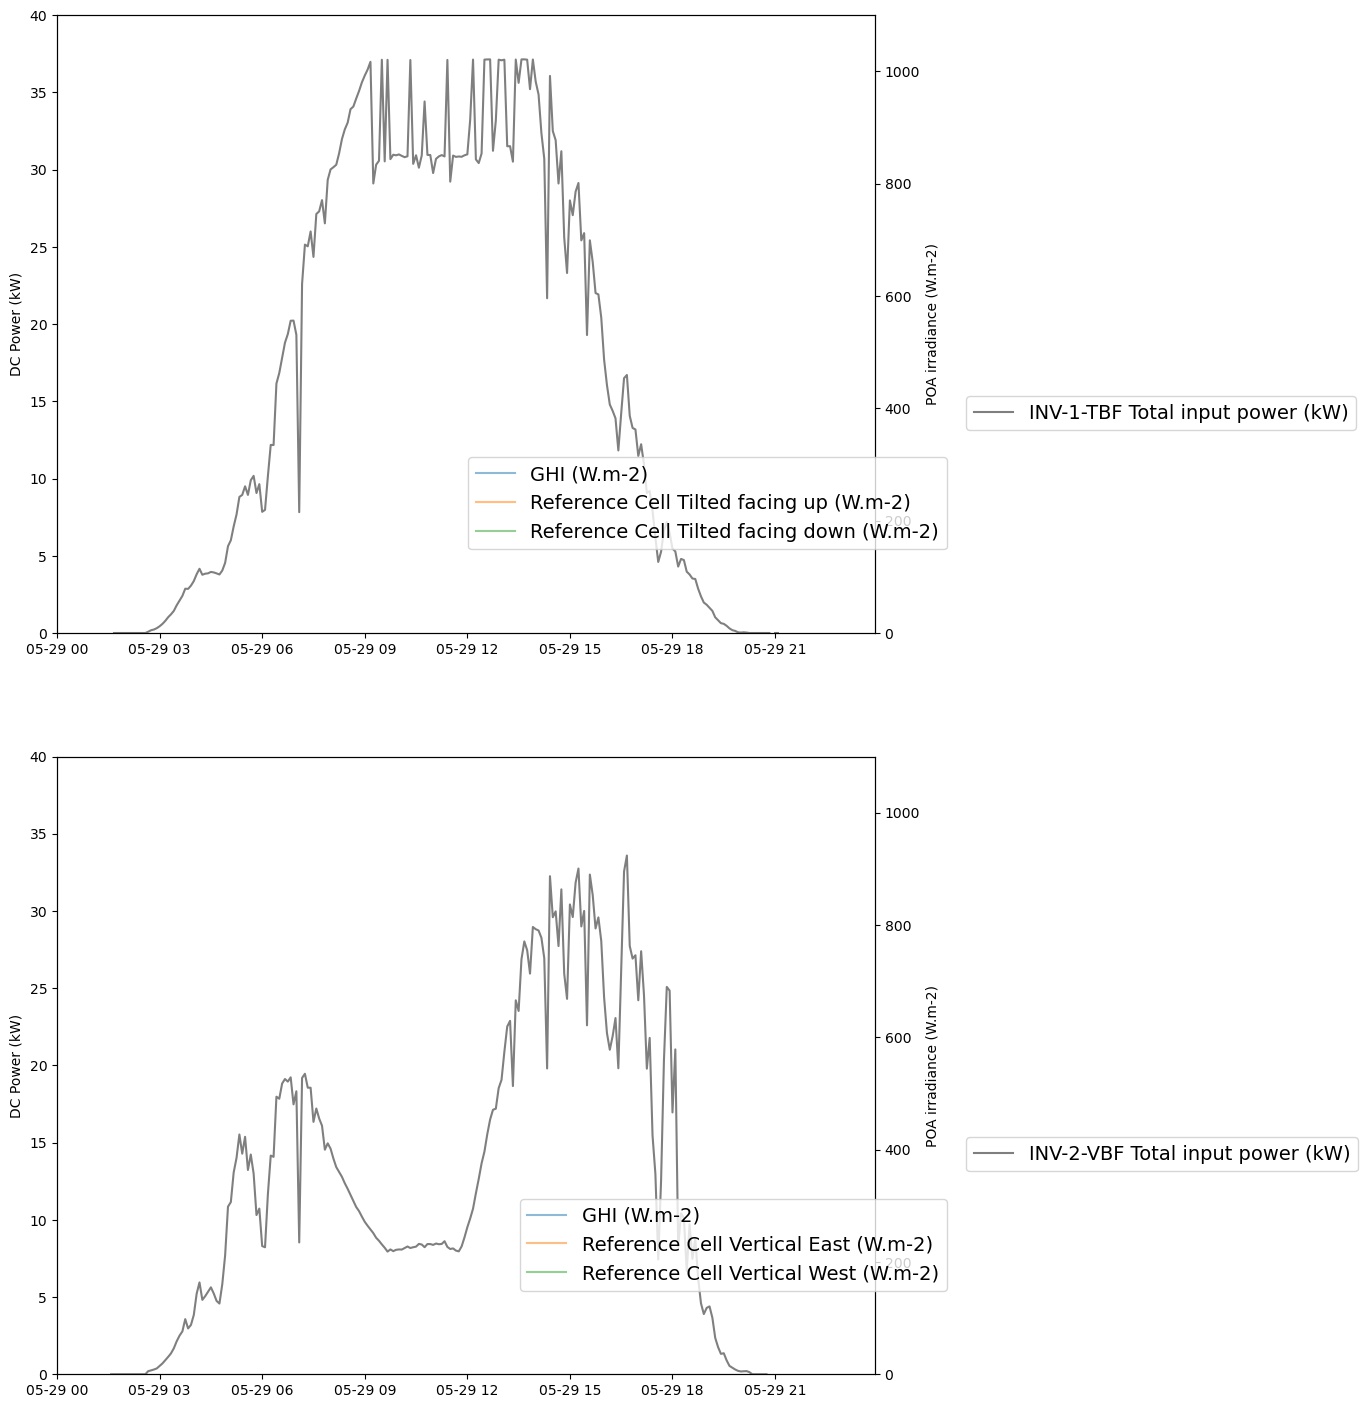 40
35
30
25
20
15
10
5
0
DC Power (kW)
1000
800
600
400
200
0
POA irradiance (W.m-2)
INV-1-TBF Total input power (kW)
GHI (W.m-2)
Reference Cell Tilted facing up (W.m-2)
Reference Cell Tilted facing down (W.m-2)
05-29 00 05-29 03 05-29 06 05-29 09 05-29 12 05-29 15 05-29 18 05-29 21
40
35
30
25
20
15
10
5
0
DC Power (kW)
1000
800
600
400
200
0
POA irradiance (W.m-2)
INV-2-VBF Total input power (kW)
GHI (W.m-2)
Reference Cell Vertical East (W.m-2)
Reference Cell Vertical West (W.m-2)
05-29 00 05-29 03 05-29 06 05-29 09 05-29 12 05-29 15 05-29 18 05-29 21